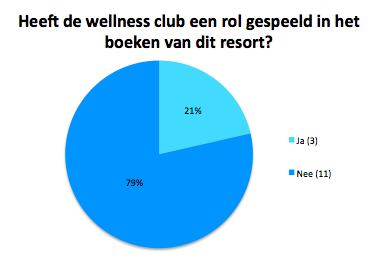 Heeft de wellness club een rol gespeeld in het
boeken van dit resort?
21%
79%
Ja (3)
Nee (11)